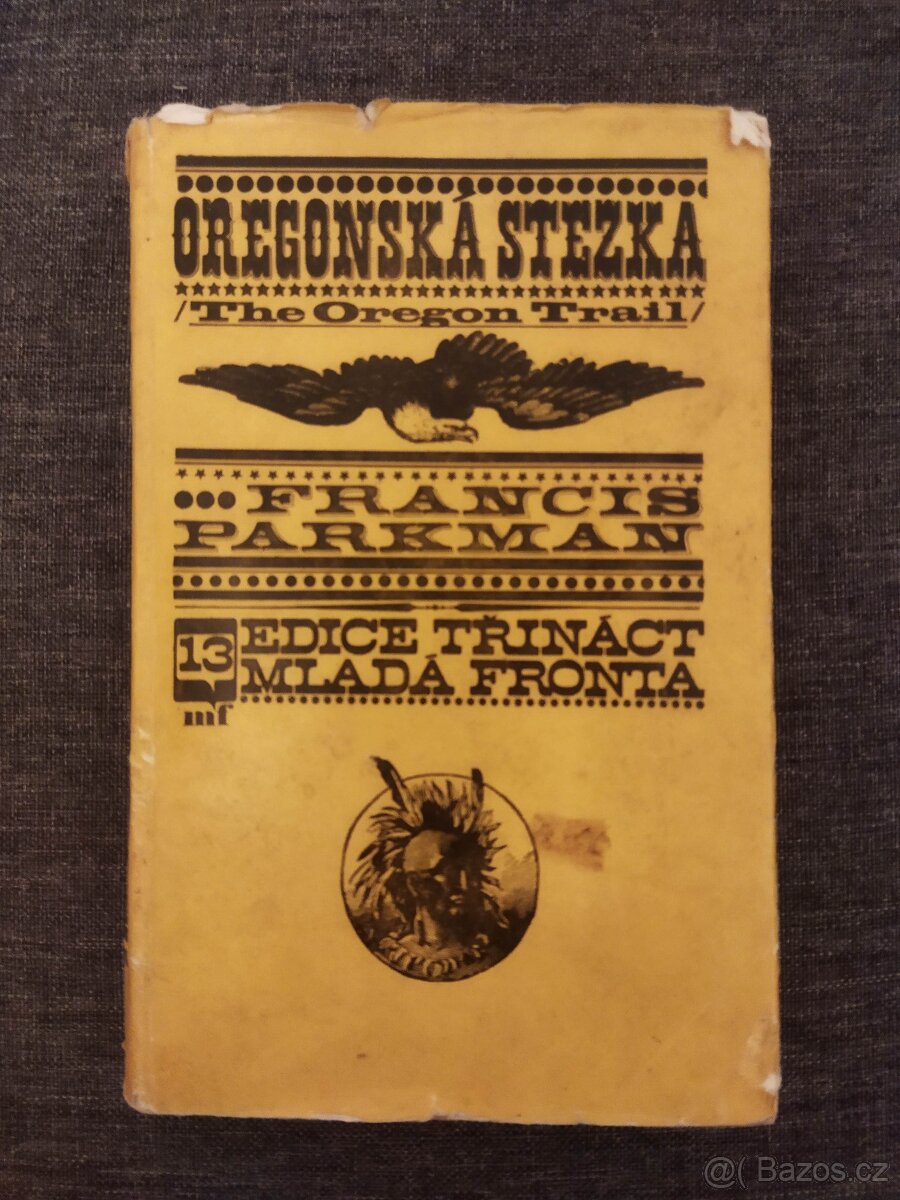 OREGONSKÁ STEZKA
/The Oregon Trail/
FRANCIS
PARKMAN
13 EDICE TŘINÁCT
mf MLADÁ FRONTA
@( Bazos.cz